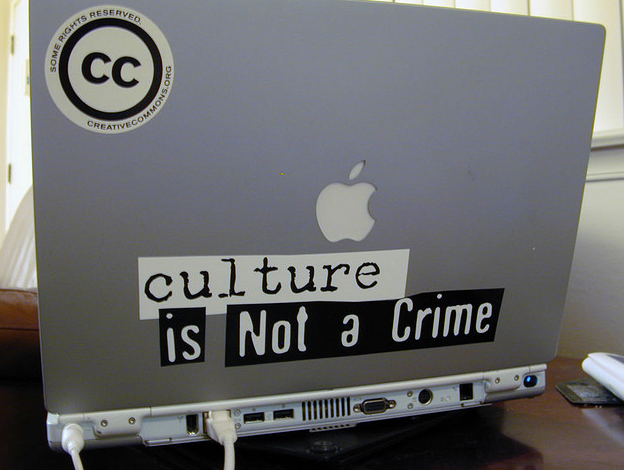 SOME RIGHTS RESERVED.
cc
CREATIVECOMMONS.ORG
culture
is Not a Crime